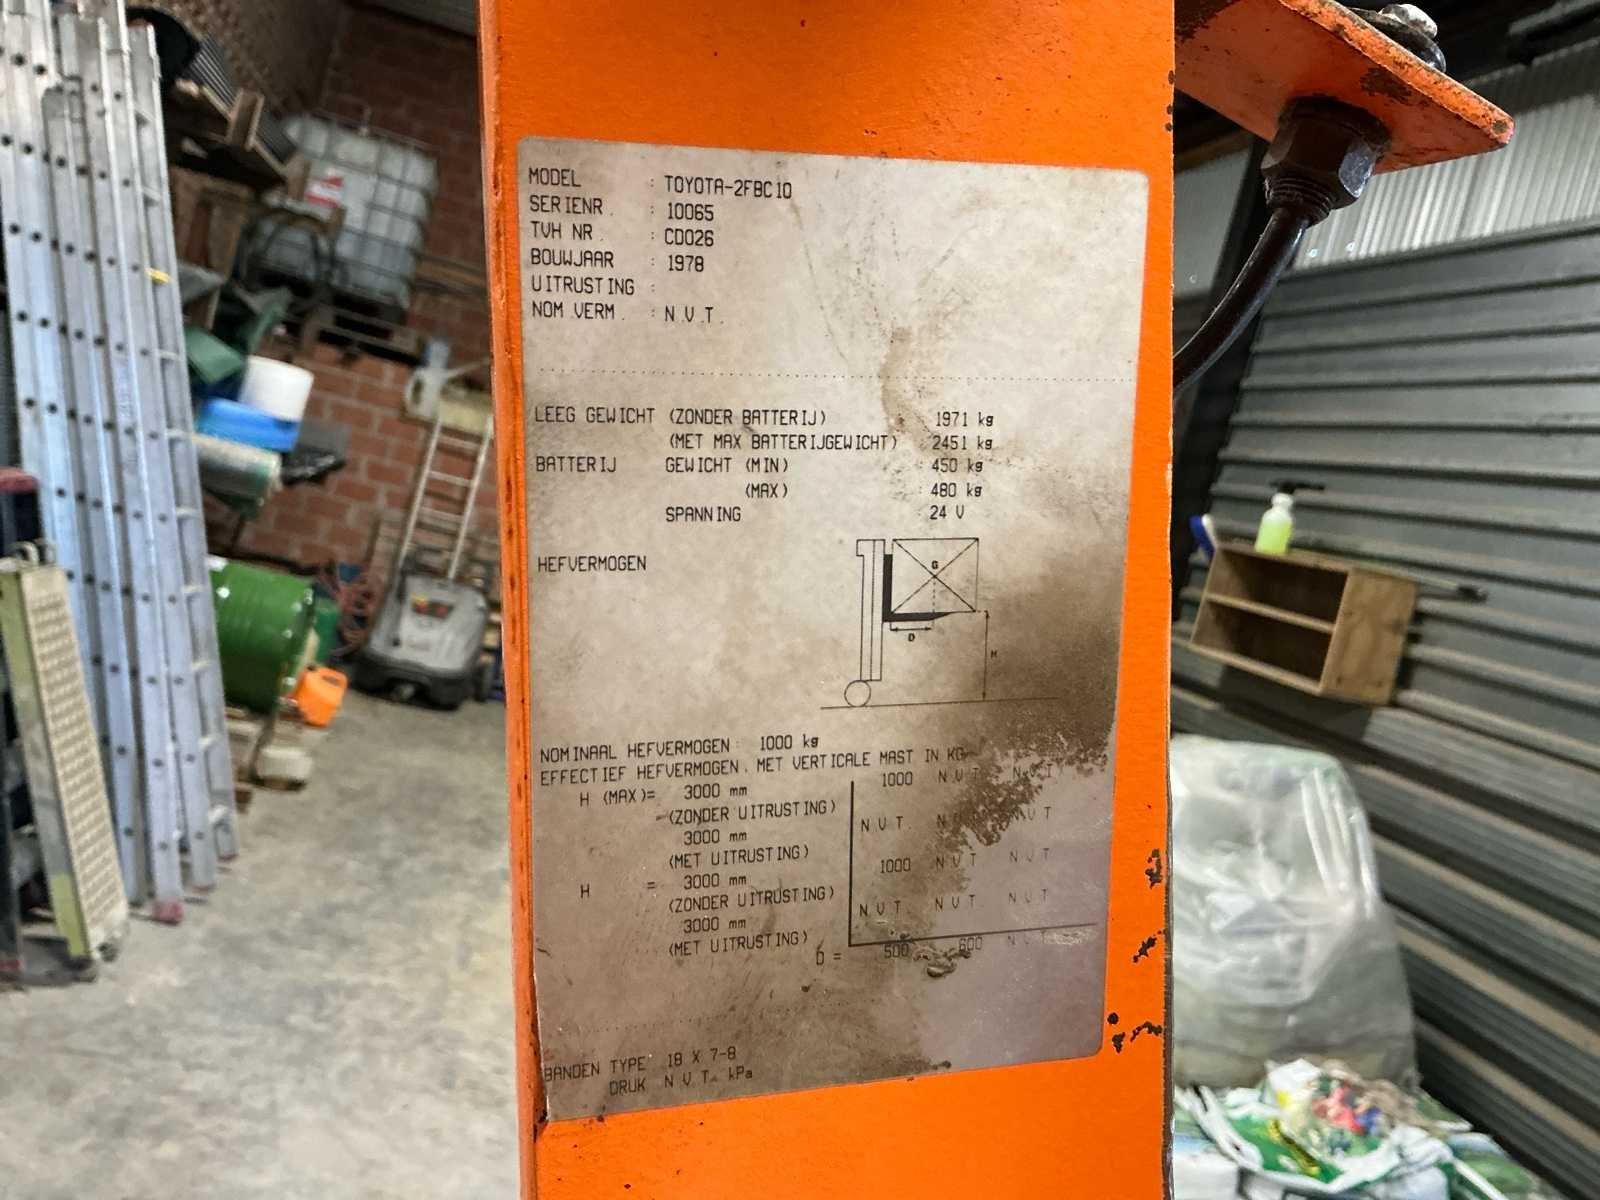 MODEL : TOYOTA-2FBC10
SERIENR. : 10065
TVH NR. : CD026
BOUWJAAR : 1978
UITRUSTING :
NOM.VERM. : N.V.T.
LEEG GEWICHT (ZONDER BATTERIJ) : 1971 kg
(MET MAX BATTERIJGEWICHT) : 2451 kg
BATTERIJ GEWICHT (MIN) : 450 kg
(MAX) : 480 kg
SPANNING : 24 V
HEFVERMOGEN
G
D
H
NOMINAAL HEFVERMOGEN : 1000 kg
EFFECTIEF HEFVERMOGEN, MET VERTICALE MAST IN KG
H (MAX)= 3000 mm 1000 N.V.T. N.V.T.
(ZONDER UITRUSTING)
3000 mm N.V.T. N.V.T.
(MET UITRUSTING)
H = 3000 mm 1000 N.V.T. N.V.T.
(ZONDER UITRUSTING)
3000 mm N.V.T. N.V.T. N.V.T.
(MET UITRUSTING)
D = 500 600 N.V.T.
BANDEN TYPE 18 X 7-8
DRUK N.V.T. kPa